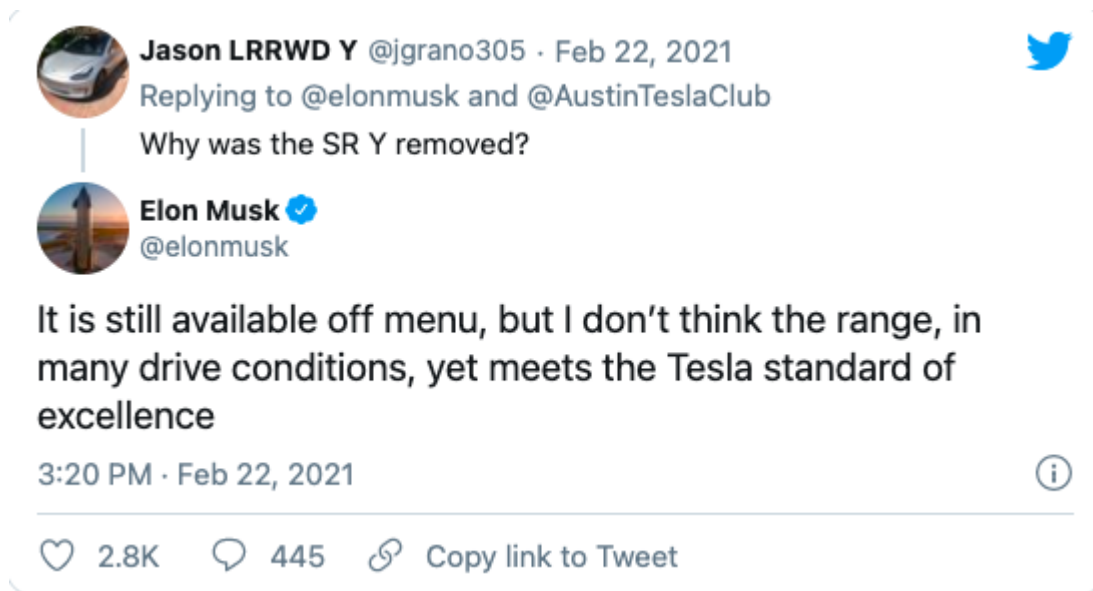 Jason LRRWD Y @jgrano305 · Feb 22, 2021
Replying to @elonmusk and @AustinTeslaClub
Why was the SR Y removed?
Elon Musk
@elonmusk
It is still available off menu, but I don’t think the range, in
many drive conditions, yet meets the Tesla standard of
excellence
3:20 PM · Feb 22, 2021
2.8K 445 Copy link to Tweet